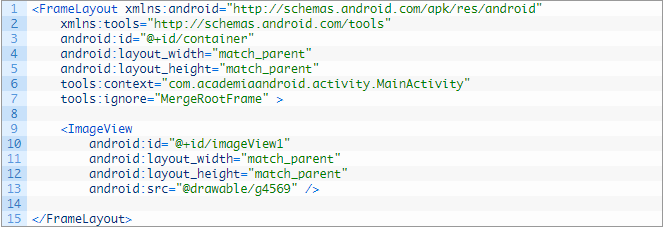 1 <FrameLayout xmlns:android="http://schemas.android.com/apk/res/android"
2     xmlns:tools="http://schemas.android.com/tools"
3     android:id="@+id/container"
4     android:layout_width="match_parent"
5     android:layout_height="match_parent"
6     tools:context="com.academiaandroid.activity.MainActivity"
7     tools:ignore="MergeRootFrame" >
8
9     <ImageView
10         android:id="@+id/imageView1"
11         android:layout_width="match_parent"
12         android:layout_height="match_parent"
13         android:src="@drawable/g4569" />
14
15 </FrameLayout>